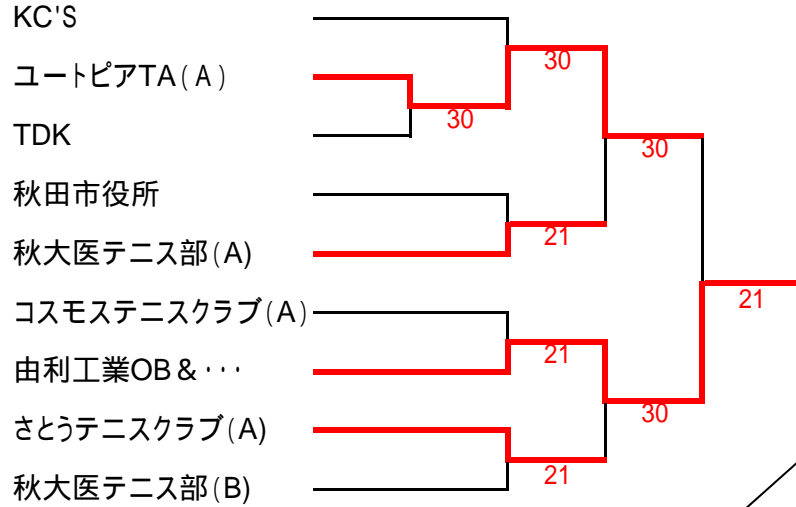 KC'S
30
ユートピアTA(A)
30
TDK
30
秋田市役所
21
秋大医テニス部(A)
21
コスモステニスクラブ(A)
21
由利工業OB&・・・
30
さとうテニスクラブ(A)
21
秋大医テニス部(B)